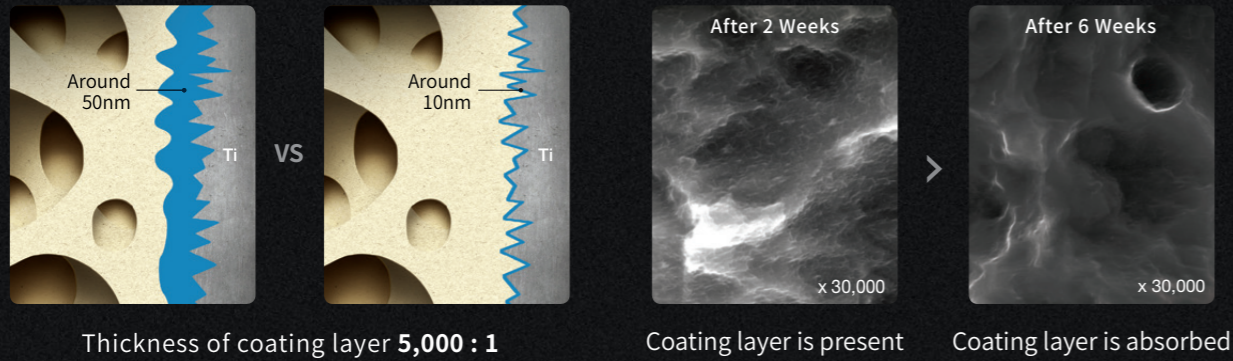 Around
50nm
Ti
VS
Around
10nm
Ti
Thickness of coating layer 5,000 : 1
After 2 Weeks
x 30,000
Coating layer is present
>
After 6 Weeks
x 30,000
Coating layer is absorbed